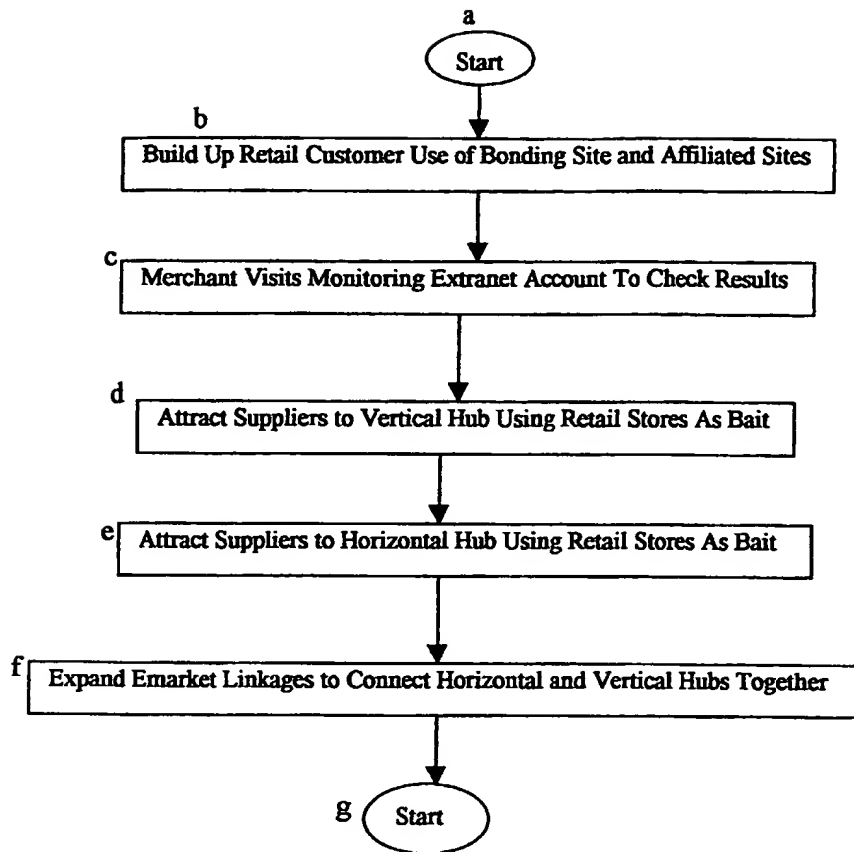 a
Start
b
Build Up Retail Customer Use of Bonding Site and Affiliated Sites
c
Merchant Visits Monitoring Extranet Account To Check Results
d
Attract Suppliers to Vertical Hub Using Retail Stores As Bait
e
Attract Suppliers to Horizontal Hub Using Retail Stores As Bait
f
Expand Emarket Linkages to Connect Horizontal and Vertical Hubs Together
g
Start